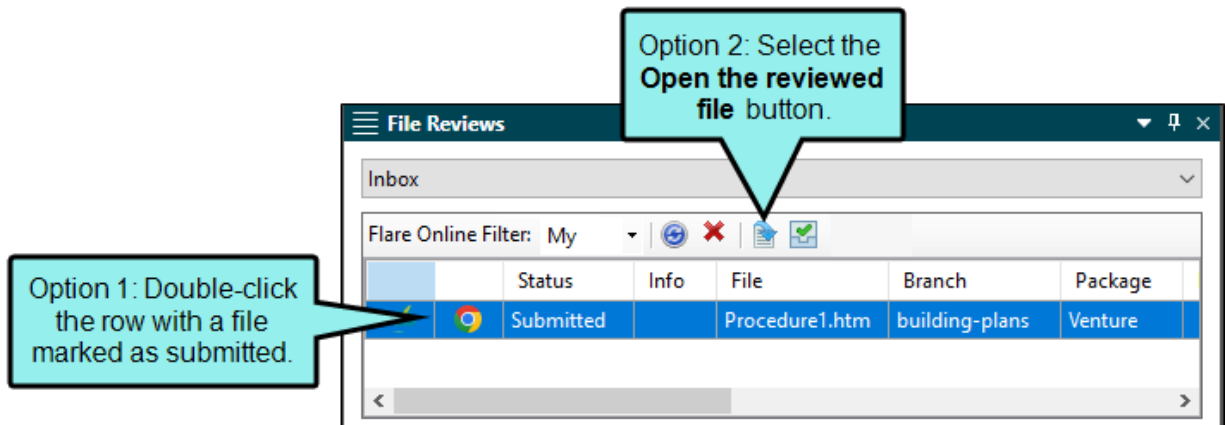 Option 2: Select the
Open the reviewed
file button.
File Reviews
Inbox
Flare Online Filter: My
Option 1: Double-click
the row with a file
marked as submitted.
Status Info File Branch Package
Submitted Procedure1.htm building-plans Venture